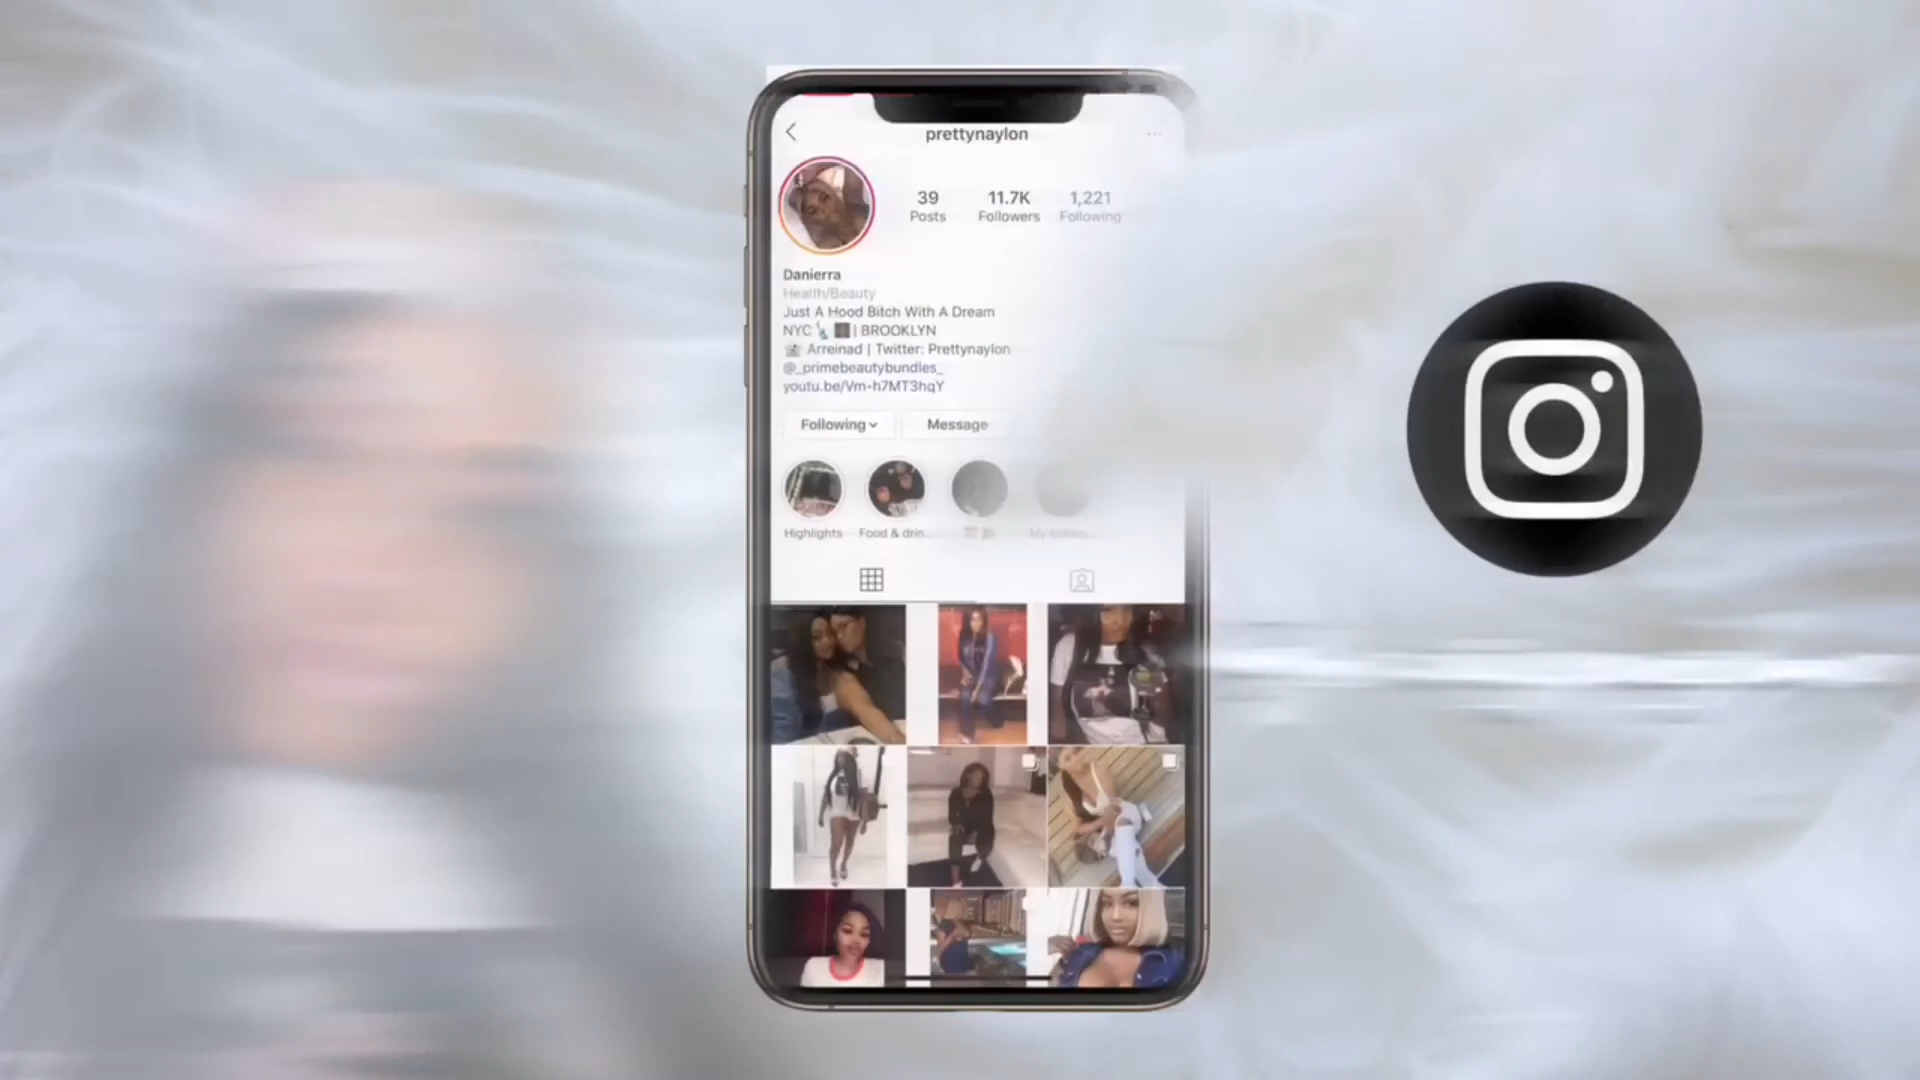 prettynaylon
39 11.7K 1,221
Posts Followers Following
Danierra
Health/Beauty
Just A Hood Bitch With A Dream
NYC | BROOKLYN
Arreinad | Twitter: Prettynaylon
@_primebeautybundles_
youtu.be/Vm-h7MT3hqY
Following Message
Highlights Food & drin...